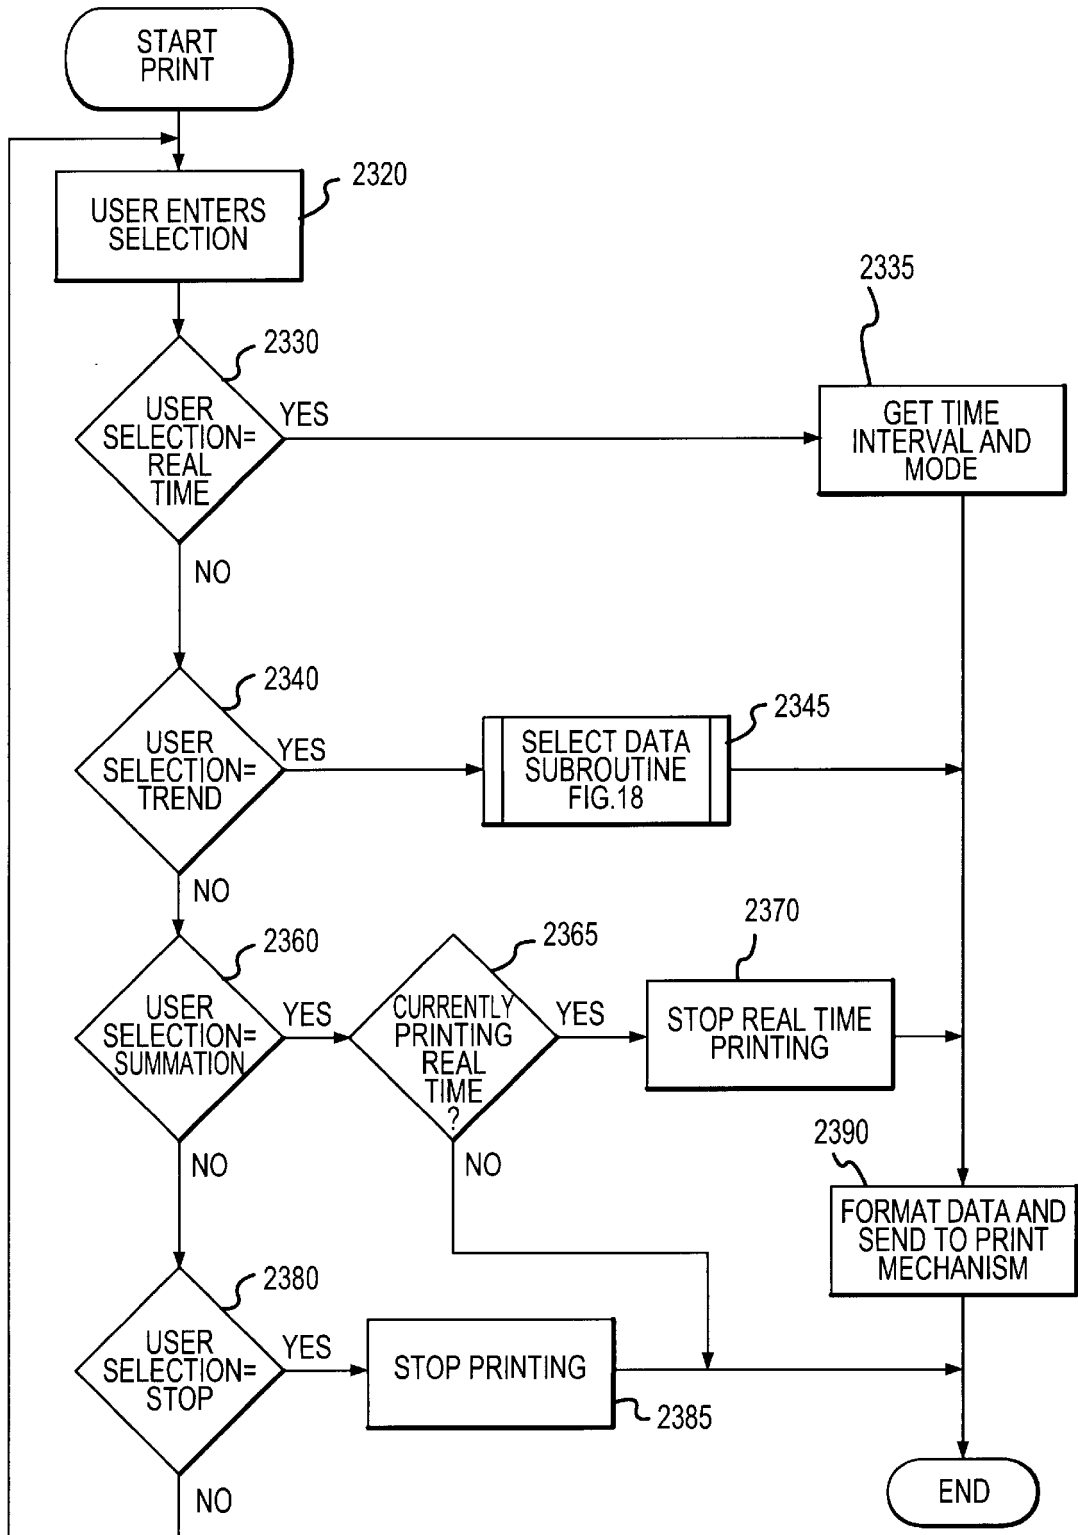 START
PRINT
2320
USER ENTERS
SELECTION
2335
2330
USER
SELECTION=
REAL
TIME
YES
GET TIME
INTERVAL AND
MODE
NO
2340
USER
SELECTION=
TREND
YES
2345
SELECT DATA
SUBROUTINE
FIG.18
NO
2360
USER
SELECTION=
SUMMATION
YES
2365
CURRENTLY
PRINTING
REAL
TIME
?
YES
2370
STOP REAL TIME
PRINTING
NO
NO
2390
FORMAT DATA AND
SEND TO PRINT
MECHANISM
2380
USER
SELECTION=
STOP
YES
STOP PRINTING
2385
NO
END